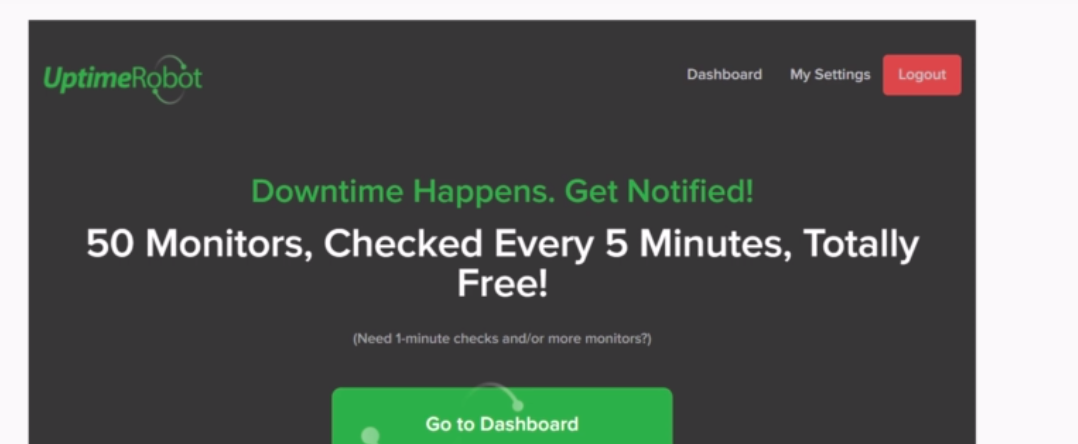 UptimeRobot
Dashboard My Settings Logout
Downtime Happens. Get Notified!
50 Monitors, Checked Every 5 Minutes, Totally
Free!
(Need 1-minute checks and/or more monitors?)
Go to Dashboard